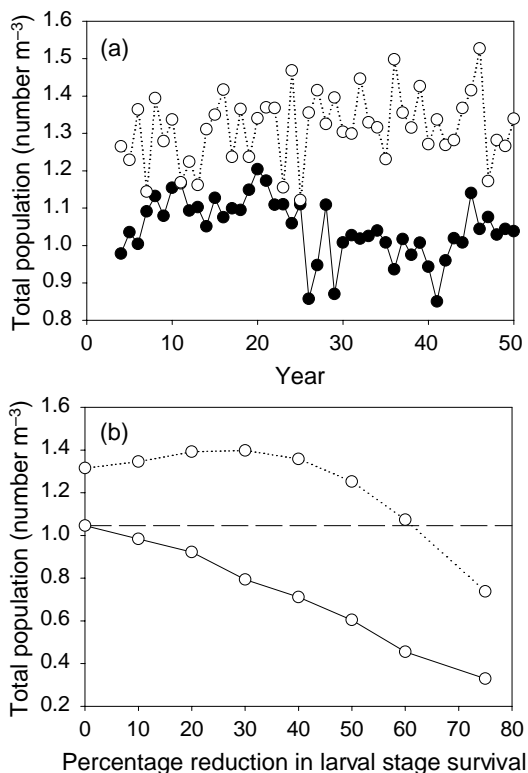 (a)
Total population (number m⁻³)
1.6
1.5
1.4
1.3
1.2
1.1
1.0
0.9
0.8
0 10 20 30 40 50
Year
(b)
Total population (number m⁻³)
1.6
1.4
1.2
1.0
0.8
0.6
0.4
0.2
0 10 20 30 40 50 60 70 80
Percentage reduction in larval stage survival